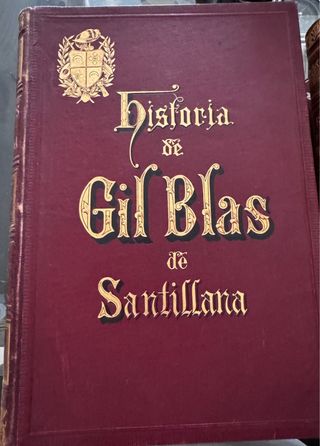 Historia
de
Gil Blas
de
Santillana